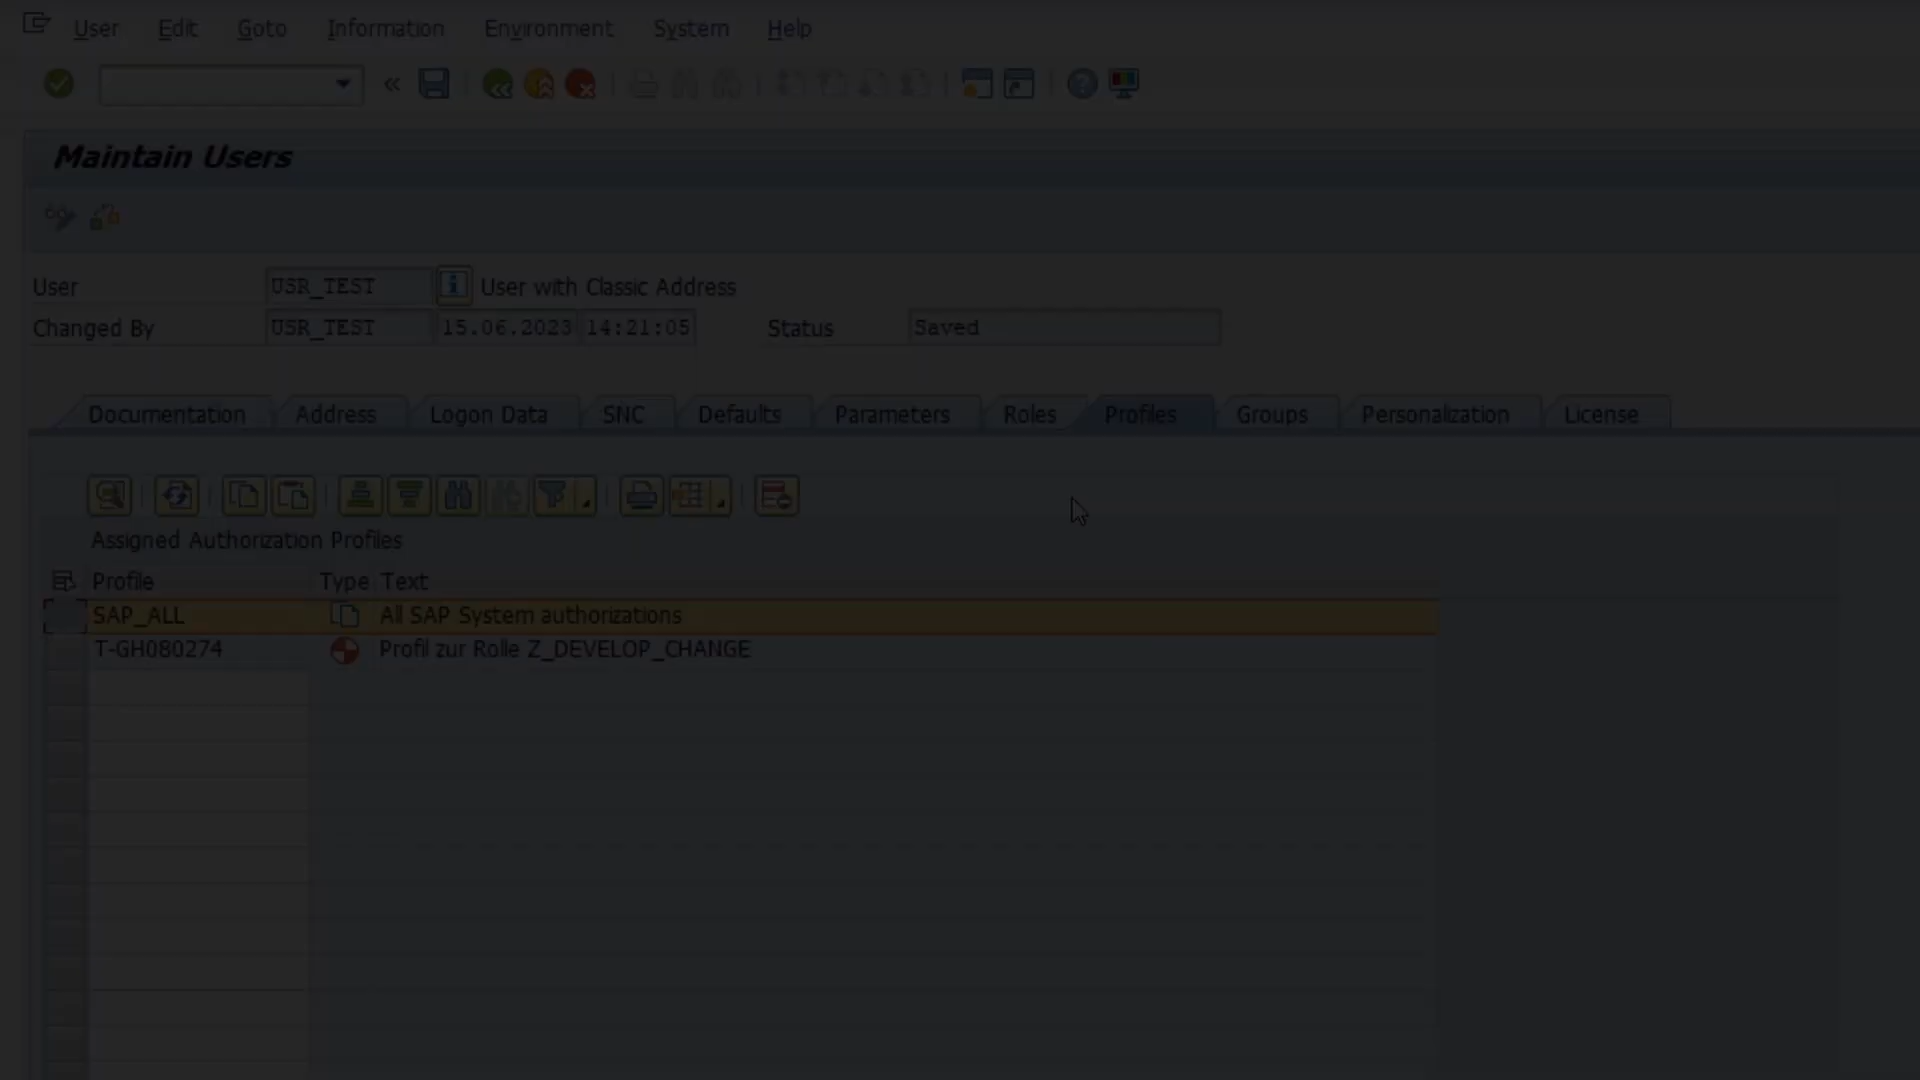 User Edit Goto Information Environment System Help
Maintain Users
User USR_TEST User with Classic Address
Changed By USR_TEST 15.06.2023 14:21:05 Status Saved
Documentation Address Logon Data SNC Defaults Parameters Roles Profiles Groups Personalization License
Assigned Authorization Profiles
Profile Type Text
SAP_ALL All SAP System authorizations
T-GH080274 Profil zur Rolle Z_DEVELOP_CHANGE